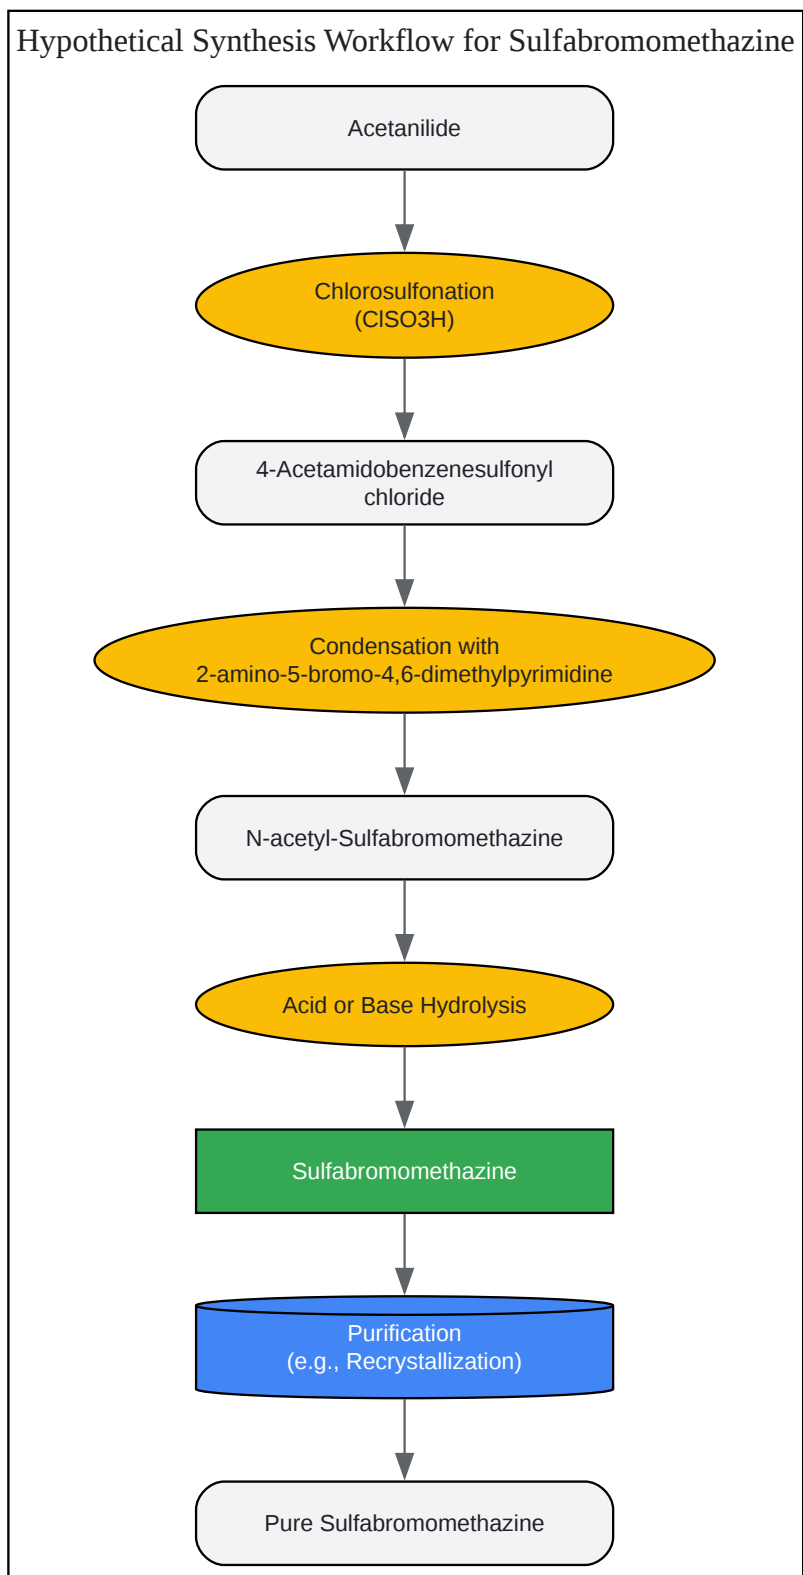 Hypothetical Synthesis Workflow for Sulfabromomethazine
Acetanilide
Chlorosulfonation
(ClSO3H)
4-Acetamidobenzenesulfonyl
chloride
Condensation with
2-amino-5-bromo-4,6-dimethylpyrimidine
N-acetyl-Sulfabromomethazine
Acid or Base Hydrolysis
Sulfabromomethazine
Purification
(e.g., Recrystallization)
Pure Sulfabromomethazine